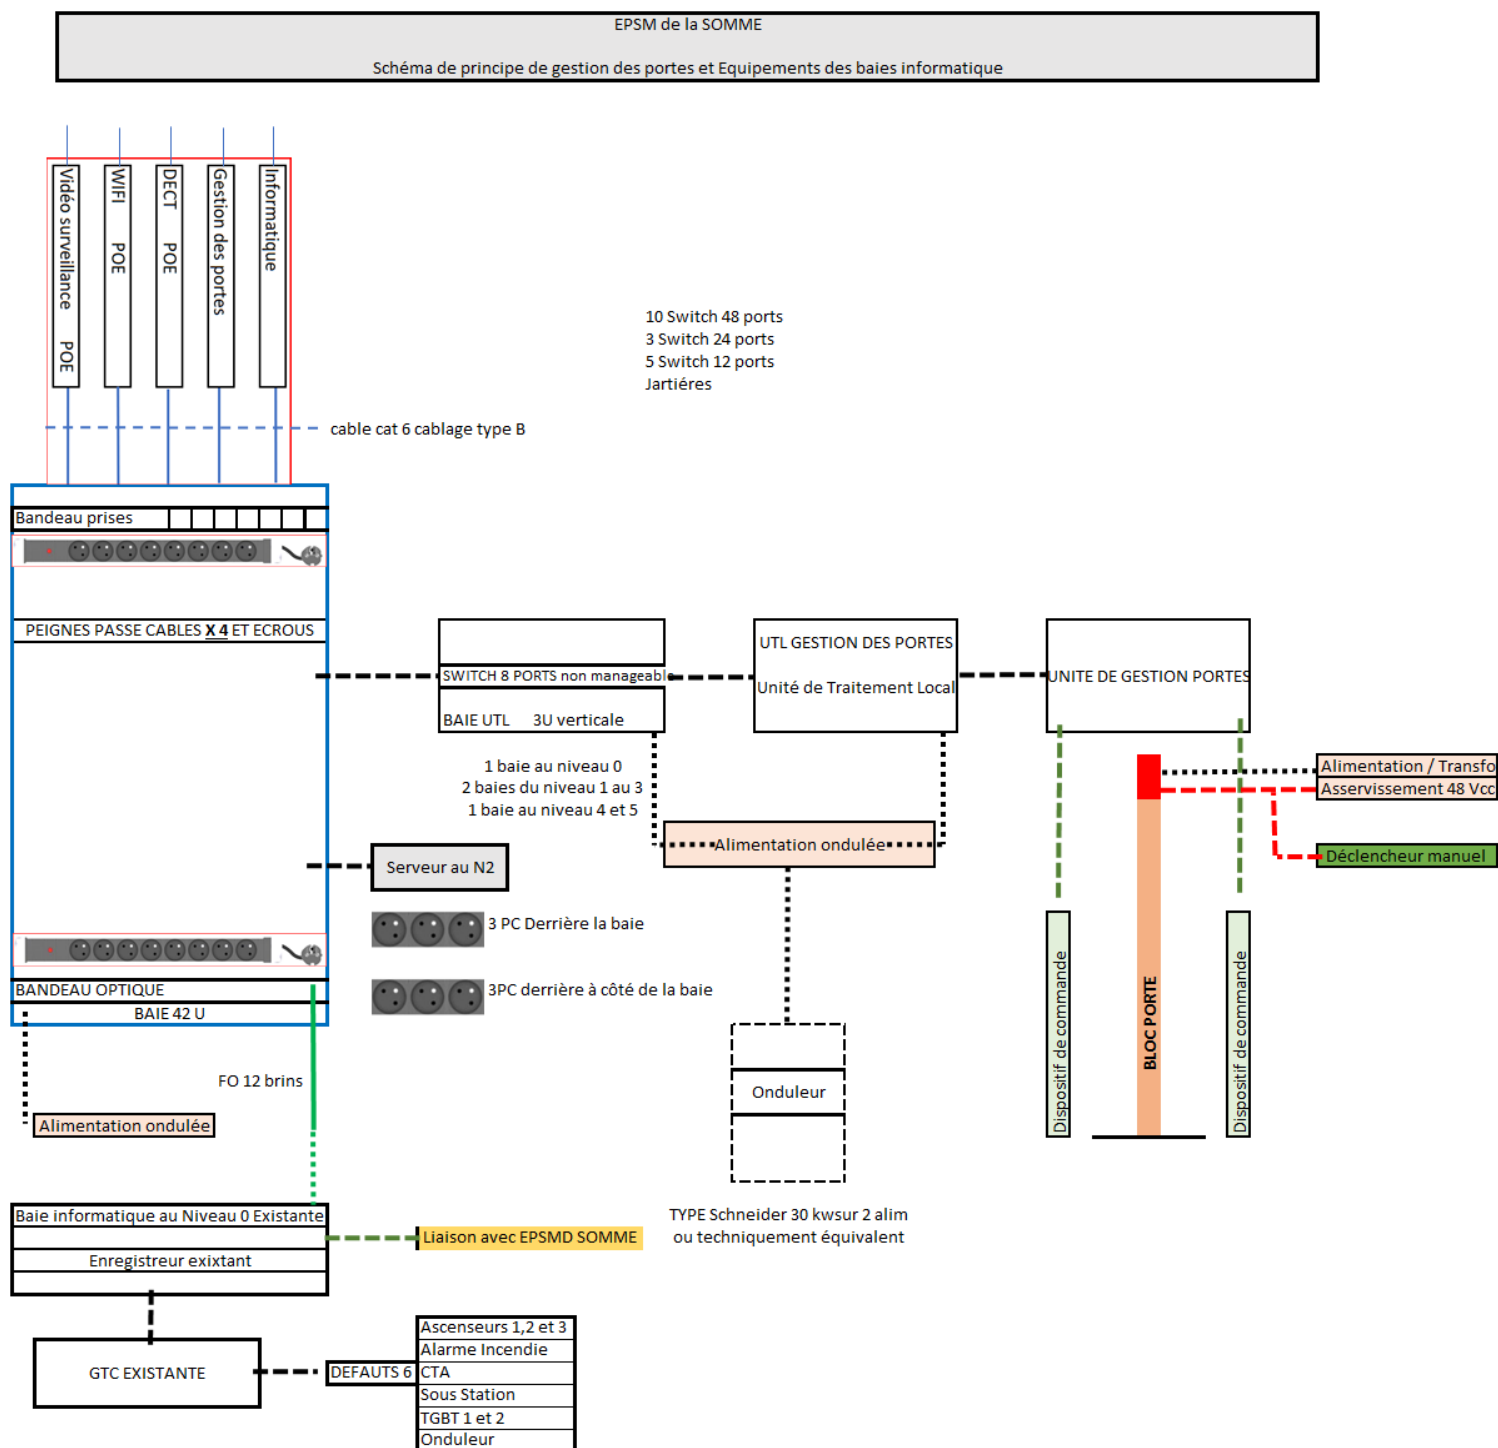 EPSM de la SOMME
Schéma de principe de gestion des portes et Equipements des baies informatique
Vidéo surveillance POE
WIFI POE
DECT POE
Gestion des portes
Informatique
10 Switch 48 ports
3 Switch 24 ports
5 Switch 12 ports
Jartiéres
cable cat 6 cablage type B
Bandeau prises
PEIGNES PASSE CABLES X 4 ET ECROUS
SWITCH 8 PORTS non manageable
BAIE UTL 3U verticale
UTL GESTION DES PORTES
Unité de Traitement Local
UNITE DE GESTION PORTES
1 baie au niveau 0
2 baies du niveau 1 au 3
1 baie au niveau 4 et 5
Alimentation / Transfo
Asservissement 48 Vcc
Alimentation ondulée
Déclencheur manuel
Serveur au N2
3 PC Derrière la baie
3PC derrière à côté de la baie
BANDEAU OPTIQUE
BAIE 42 U
Dispositif de commande
BLOC PORTE
Dispositif de commande
FO 12 brins
Onduleur
Alimentation ondulée
TYPE Schneider 30 kwsur 2 alim
ou techniquement équivalent
Baie informatique au Niveau 0 Existante
Liaison avec EPSMD SOMME
Enregistreur exixtant
GTC EXISTANTE
DEFAUTS 6
Ascenseurs 1,2 et 3
Alarme Incendie
CTA
Sous Station
TGBT 1 et 2
Onduleur